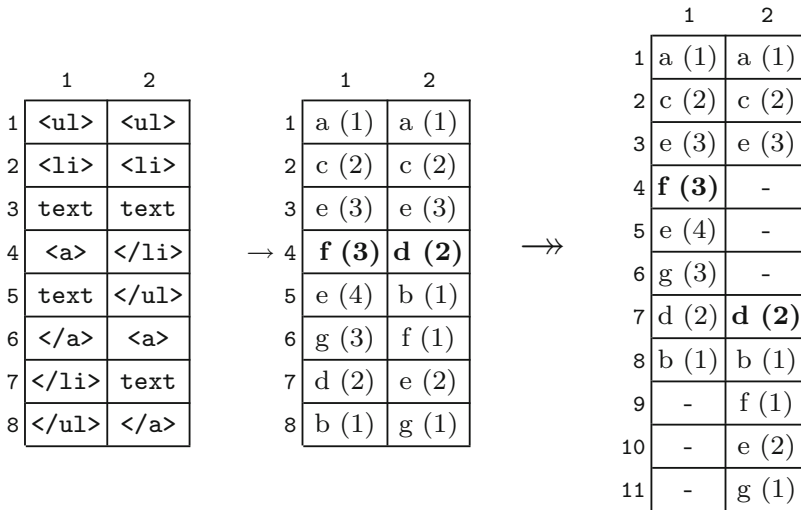 1 2
1 <ul> <ul>
2 <li> <li>
3 text text
4 <a> </li>
5 text </ul>
6 </a> <a>
7 </li> text
8 </ul> </a>
→
1 2
1 a (1) a (1)
2 c (2) c (2)
3 e (3) e (3)
4 f (3) d (2)
5 e (4) b (1)
6 g (3) f (1)
7 d (2) e (2)
8 b (1) g (1)
↠
1 2
1 a (1) a (1)
2 c (2) c (2)
3 e (3) e (3)
4 f (3) -
5 e (4) -
6 g (3) -
7 d (2) d (2)
8 b (1) b (1)
9 - f (1)
10 - e (2)
11 - g (1)